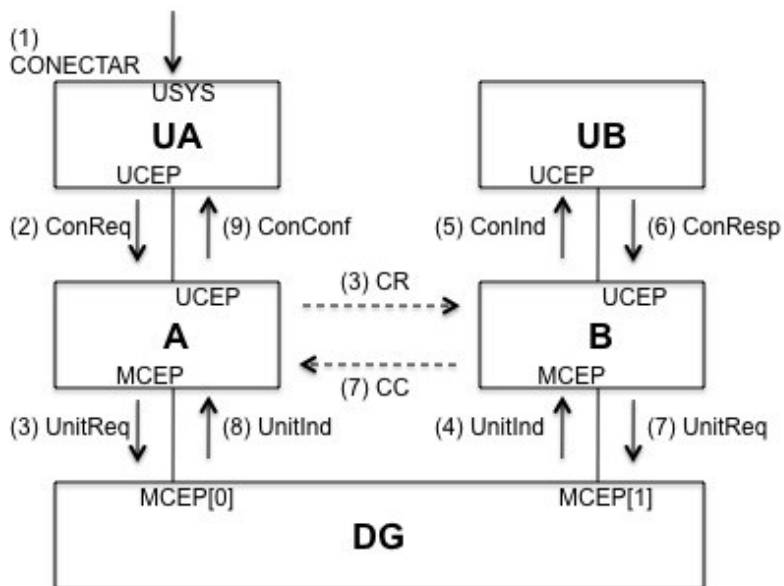 (1)
CONECTAR
USYS
UA
UB
UCEP
UCEP
(2) ConReq
(9) ConConf
(5) ConInd
(6) ConResp
(3) CR
UCEP
UCEP
A
B
MCEP
(7) CC
MCEP
(3) UnitReq
(8) UnitInd
(4) UnitInd
(7) UnitReq
MCEP[0]
MCEP[1]
DG